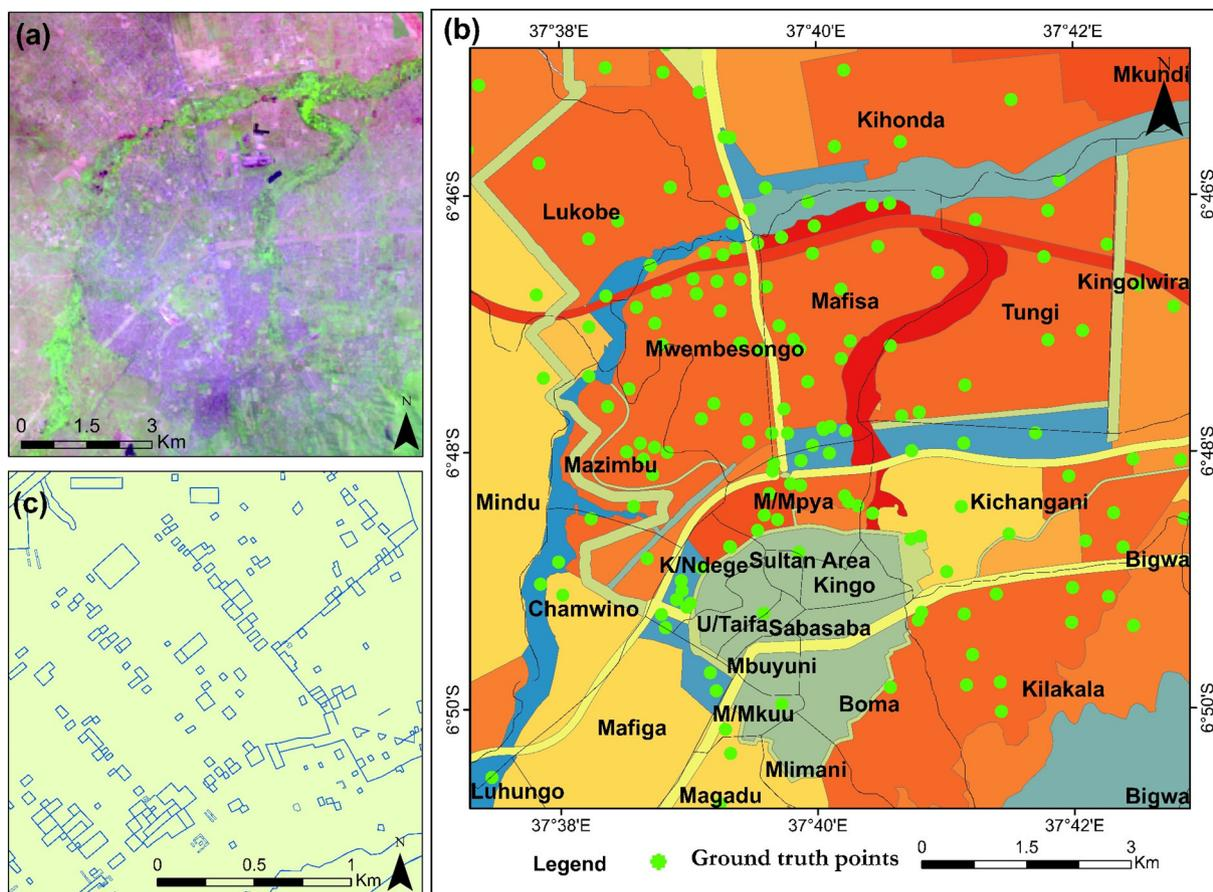 (a)
N
0 1.5 3
Km
(c)
N
0 0.5 1
Km
(b)
37°38'E 37°40'E 37°42'E
N
Mkundi
Kihonda
6°46'S 6°46'S
Lukobe
Kingolwira
Mafisa
Tungi
Mwembesongo
6°48'S 6°48'S
Mazimbu
Mindu
M/Mpya
Kichangani
K/Ndege
Sultan Area
Bigwa
Kingo
Chamwino
U/Taifa
Sabasaba
Mbuyuni
Kilakala
Boma
6°50'S 6°50'S
M/Mkuu
Mafiga
Mlimani
Luhungo
Magadu
Bigwa
37°38'E 37°40'E 37°42'E
Legend
Ground truth points
0 1.5 3
Km